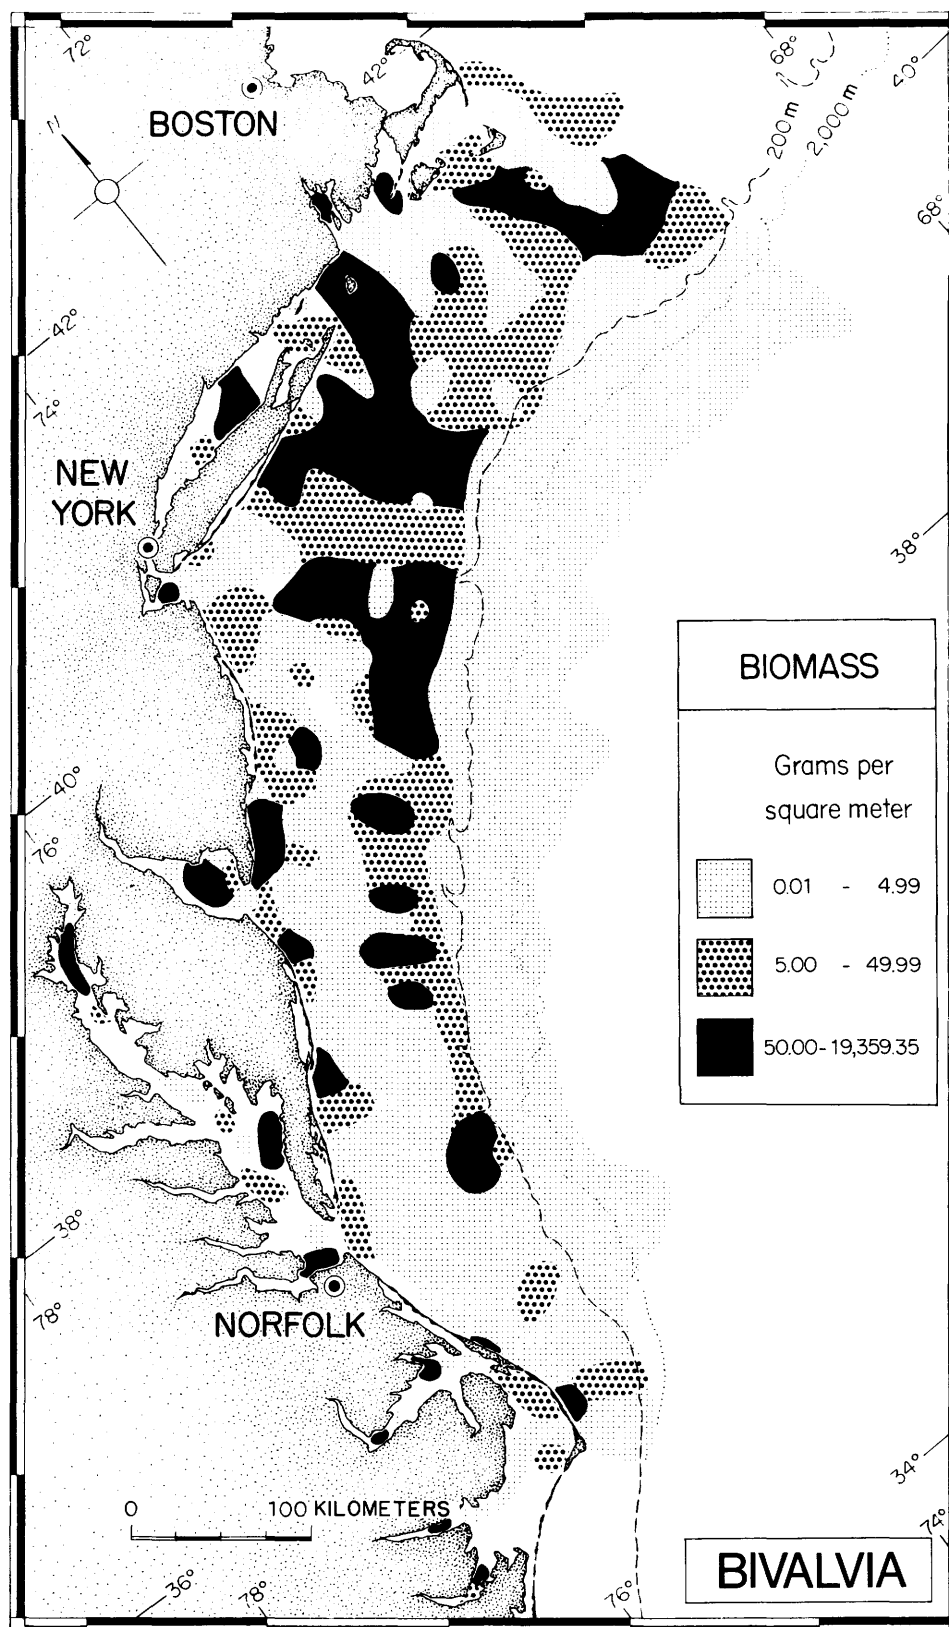 72°
42°
68°
40°
BOSTON
N
200m
2,000m
68°
42°
74°
NEW
YORK
38°
BIOMASS
Grams per
square meter
0.01 - 4.99
5.00 - 49.99
50.00-19,359.35
40°
76°
38°
78°
NORFOLK
34°
74°
0 100 KILOMETERS
BIVALVIA
36°
78°
76°